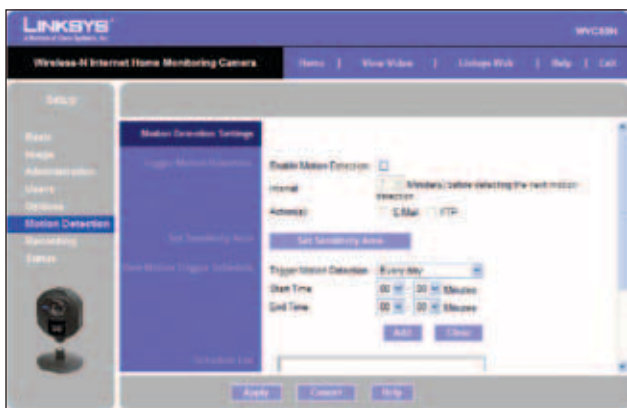 LINKSYS
A Division of Cisco Systems, Inc.
WVC80N
Wireless-N Internet Home Monitoring Camera
Home | View Video | Linksys Web | Help | Exit
Setup
Basic
Image
Administration
Users
Options
Motion Detection
Recording
Status
Motion Detection Settings
Trigger Motion Detection
Enable Motion Detection
Interval
Minute(s) before detecting the next motion
detection
Action(s)
E-Mail
FTP
Set Sensitivity Area
Set Sensitivity Area
Motion Trigger Schedule
Trigger Motion Detection
Every day
Start Time
00
00
Minutes
End Time
00
00
Minutes
Add
Clear
Schedule List
Apply
Cancel
Help